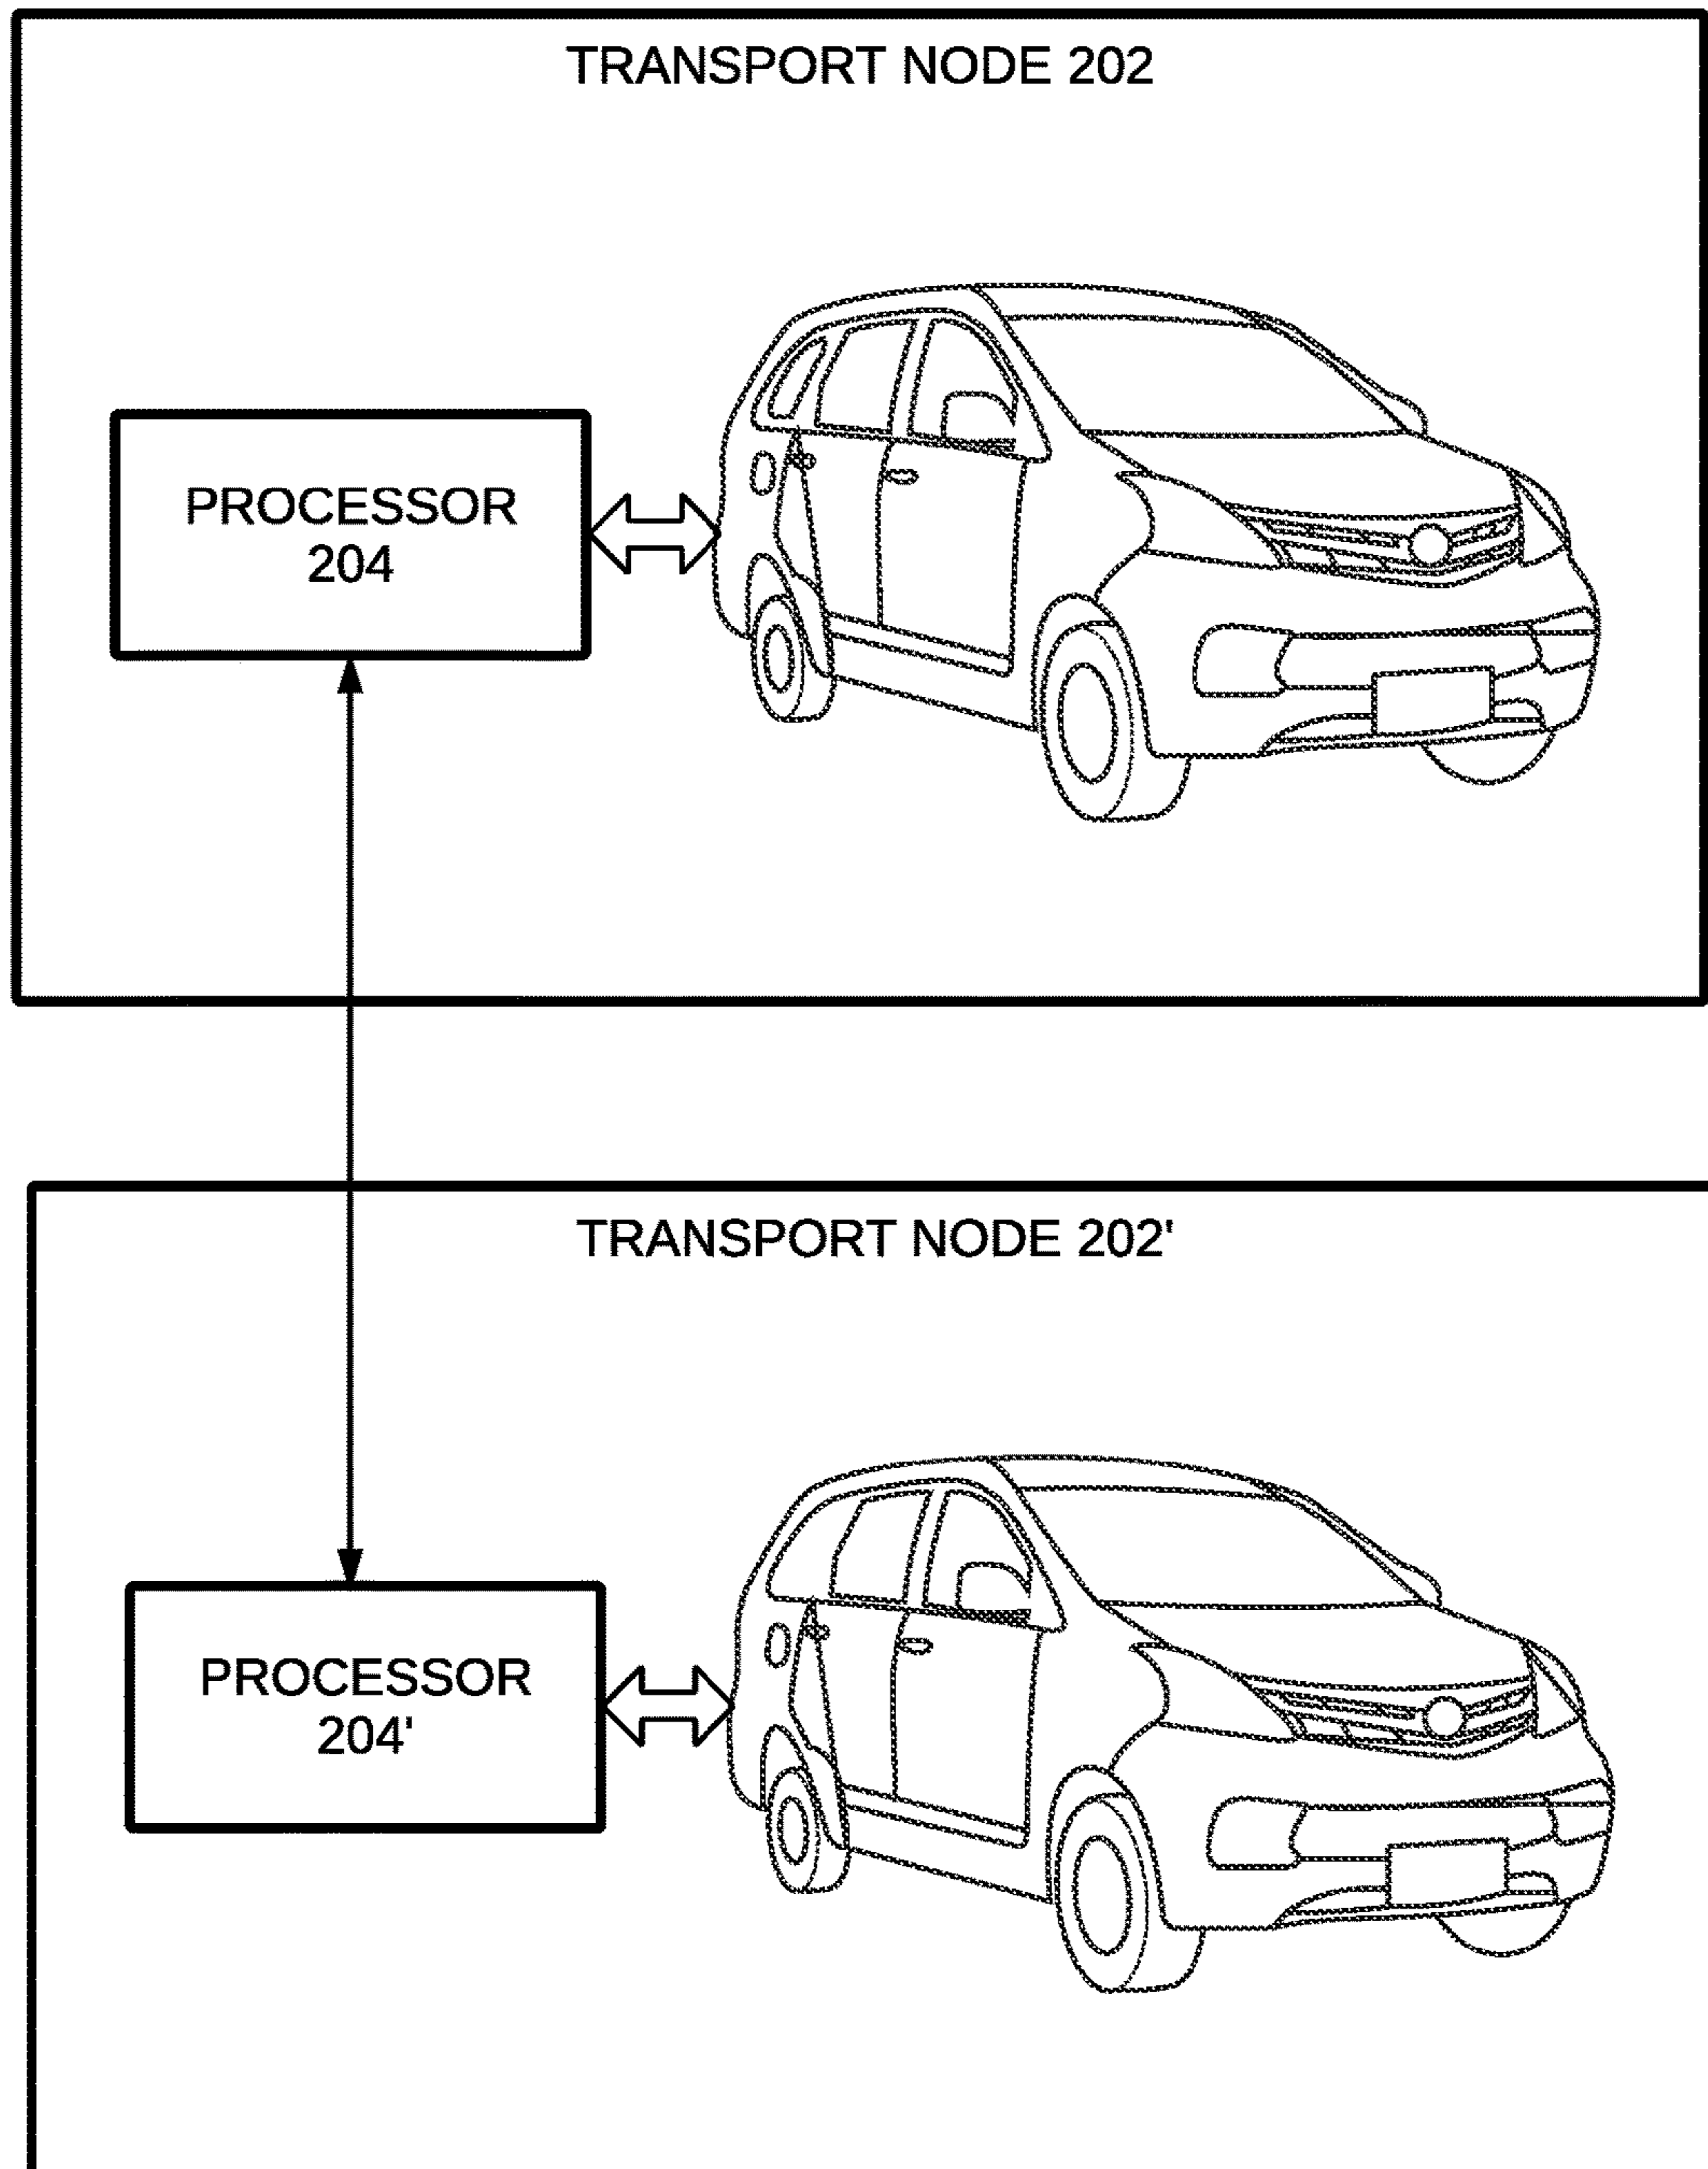 TRANSPORT NODE 202
PROCESSOR
204
TRANSPORT NODE 202'
PROCESSOR
204'